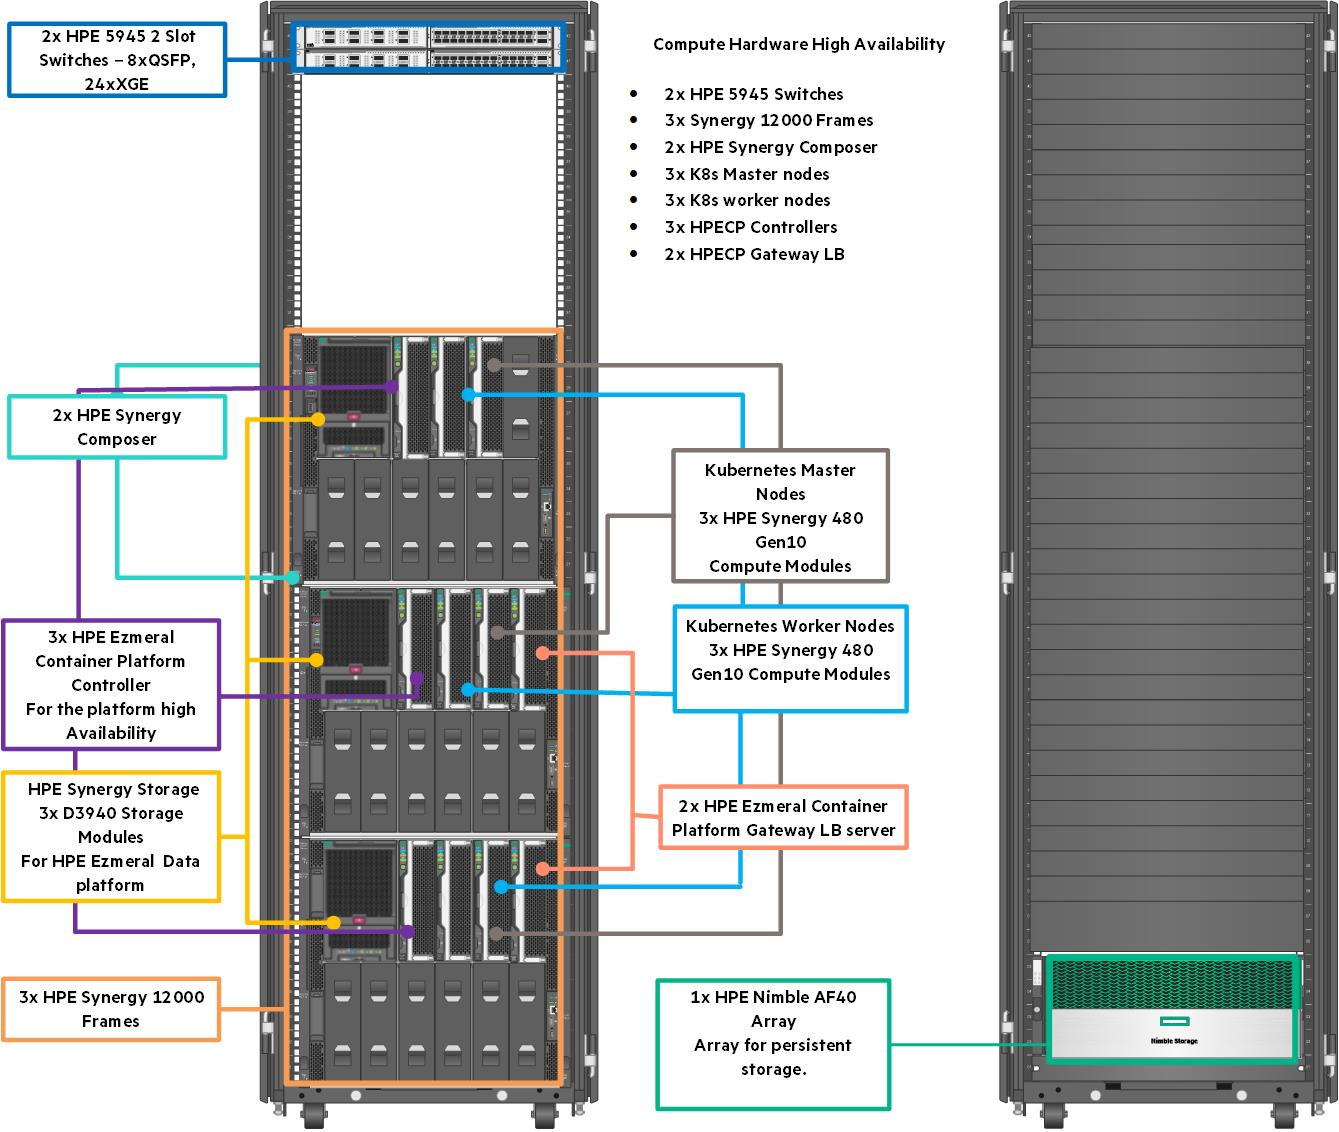 2x HPE 5945 2 Slot
Switches – 8xQSFP,
24xXGE
Compute Hardware High Availability
• 2x HPE 5945 Switches
• 3x Synergy 12000 Frames
• 2x HPE Synergy Composer
• 3x K8s Master nodes
• 3x K8s worker nodes
• 3x HPECP Controllers
• 2x HPECP Gateway LB
2x HPE Synergy
Composer
Kubernetes Master
Nodes
3x HPE Synergy 480
Gen10
Compute Modules
3x HPE Ezmeral
Container Platform
Controller
For the platform high
Availability
Kubernetes Worker Nodes
3x HPE Synergy 480
Gen10 Compute Modules
HPE Synergy Storage
3x D3940 Storage
Modules
For HPE Ezmeral Data
platform
2x HPE Ezmeral Container
Platform Gateway LB server
3x HPE Synergy 12000
Frames
1x HPE Nimble AF40
Array
Array for persistent
storage.
Nimble Storage